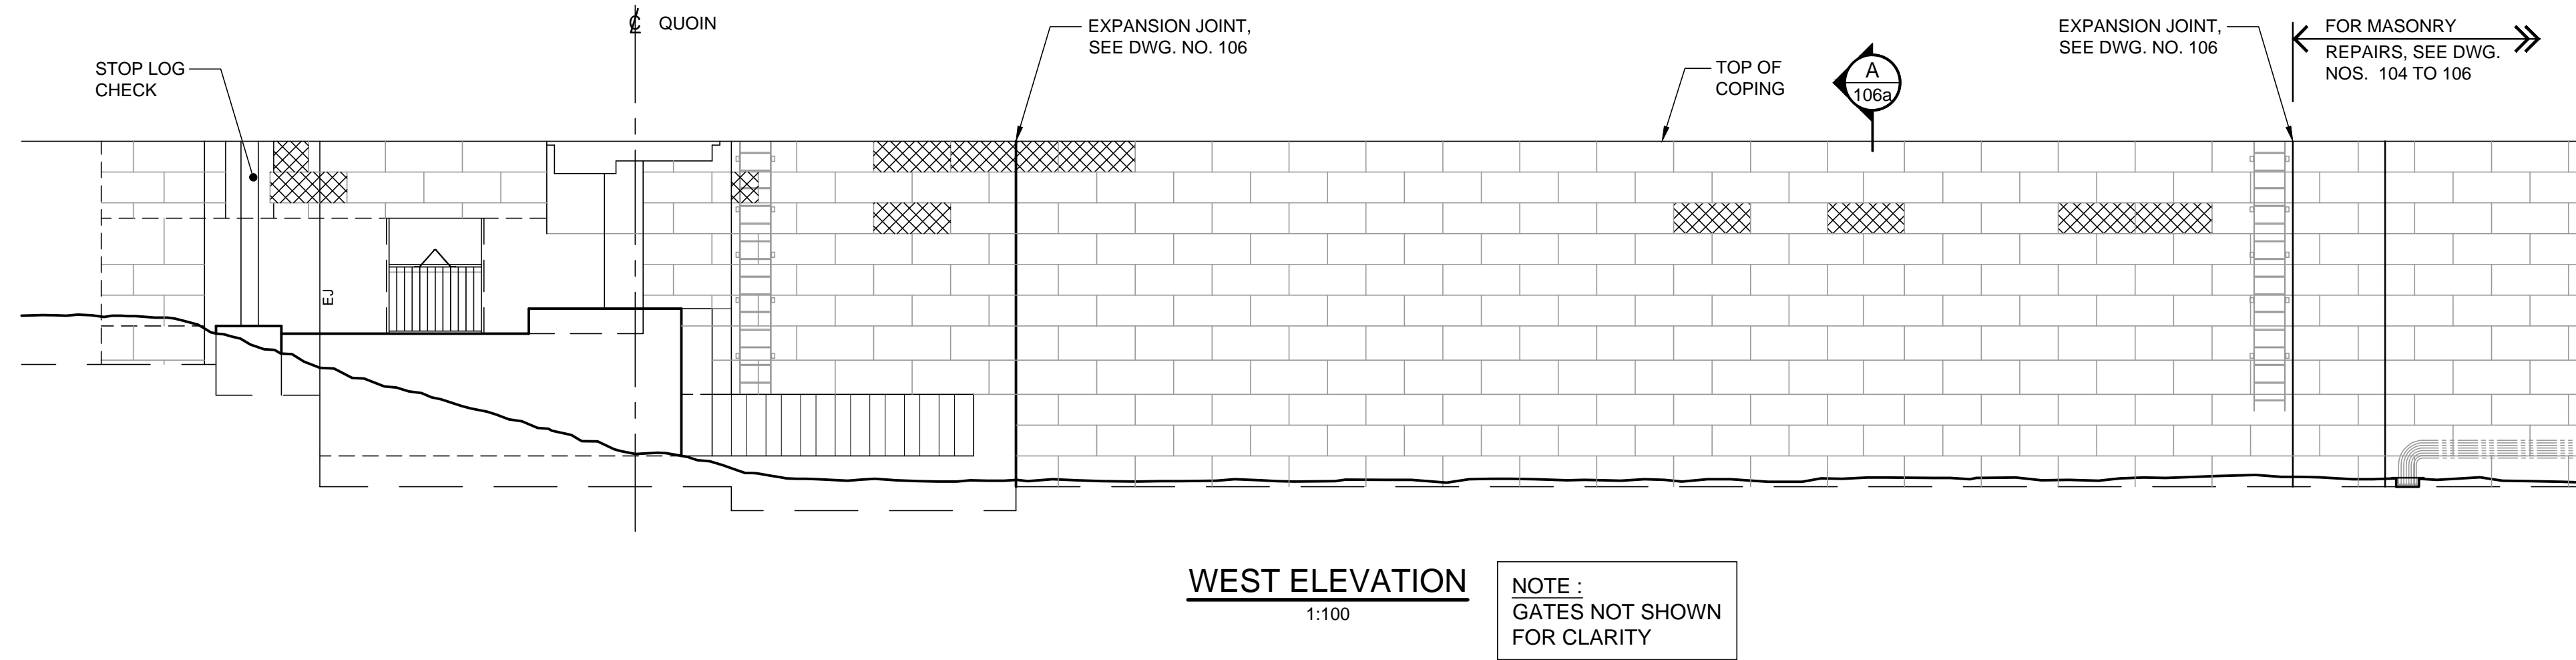 ℄ QUOIN
STOP LOG
CHECK
EXPANSION JOINT,
SEE DWG. NO. 106
TOP OF
COPING
A
106a
EXPANSION JOINT,
SEE DWG. NO. 106
FOR MASONRY
REPAIRS, SEE DWG.
NOS. 104 TO 106
EJ
WEST ELEVATION
1:100
NOTE :
GATES NOT SHOWN
FOR CLARITY